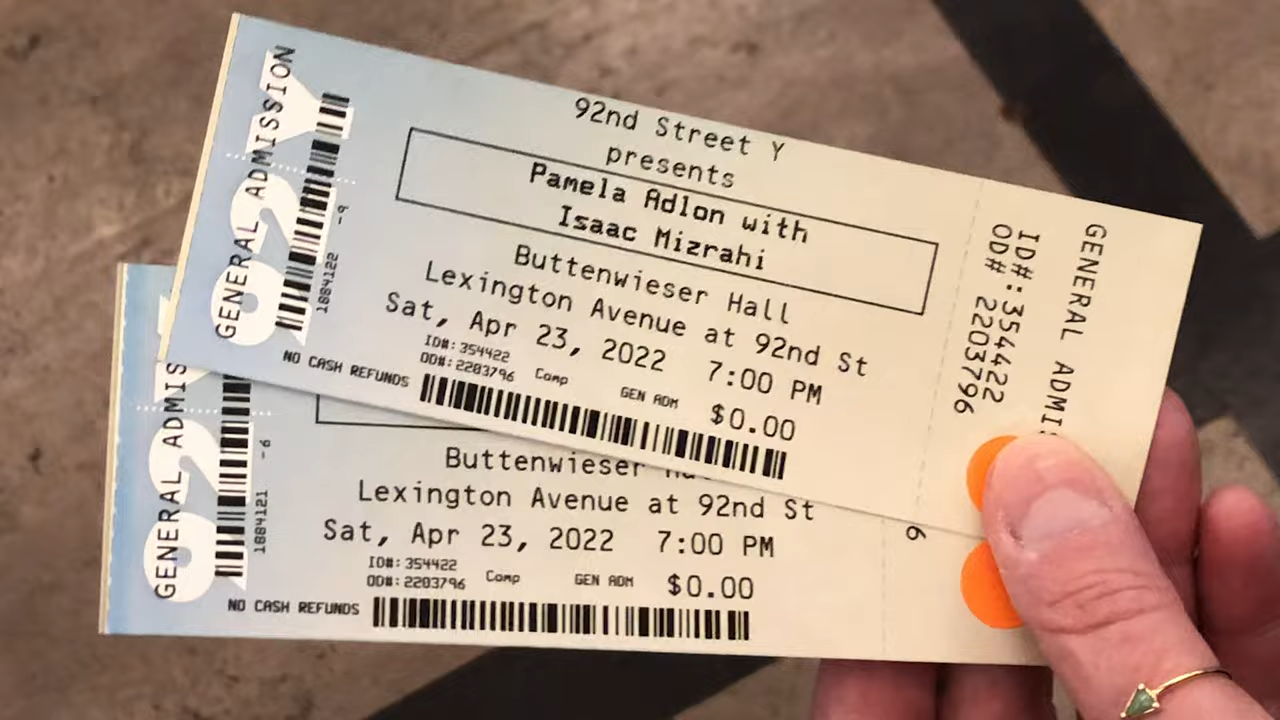 GENERAL ADMISSION
92Y
1884122 -9
92nd Street Y
presents
Pamela Adlon with
Isaac Mizrahi
Buttenwieser Hall
Lexington Avenue at 92nd St
Sat, Apr 23, 2022 7:00 PM
ID#: 354422
OD#: 2203796 Comp GEN ADM $0.00
NO CASH REFUNDS
GENERAL ADMIS
ID#: 354422
OD# 2203796
GENERAL ADMIS
1884121 -6
Buttenwieser
Lexington Avenue at 92nd St
Sat, Apr 23, 2022 7:00 PM
ID#: 354422
OD#: 2203796 Comp GEN ADM $0.00
NO CASH REFUNDS
6